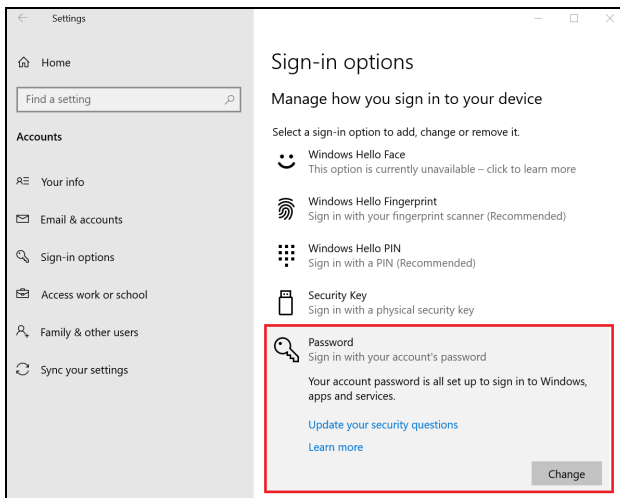 Settings
Home
Find a setting
Accounts
Your info
Email & accounts
Sign-in options
Access work or school
Family & other users
Sync your settings
Sign-in options
Manage how you sign in to your device
Select a sign-in option to add, change or remove it.
Windows Hello Face
This option is currently unavailable – click to learn more
Windows Hello Fingerprint
Sign in with your fingerprint scanner (Recommended)
Windows Hello PIN
Sign in with a PIN (Recommended)
Security Key
Sign in with a physical security key
Password
Sign in with your account's password
Your account password is all set up to sign in to Windows,
apps and services.
Update your security questions
Learn more
Change